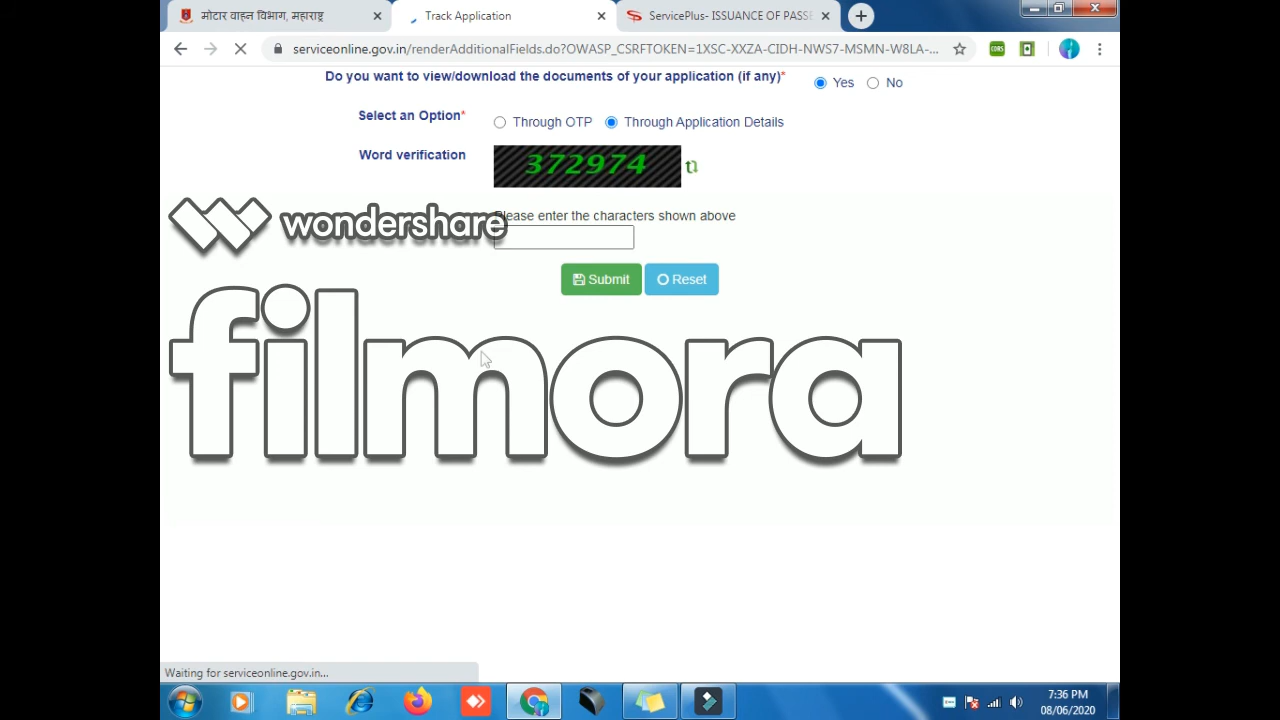 मोटार वाहन विभाग, महाराष्ट्र
Track Application
ServicePlus- ISSUANCE OF PASSE
serviceonline.gov.in/renderAdditionalFields.do?OWASP_CSRFTOKEN=1XSC-XXZA-CIDH-NWS7-MSMN-W8LA-...
Do you want to view/download the documents of your application (if any)* Yes No
Select an Option* Through OTP Through Application Details
Word verification 372974
Please enter the characters shown above
wondershare
Submit Reset
filmora
Waiting for serviceonline.gov.in...
7:36 PM
08/06/2020